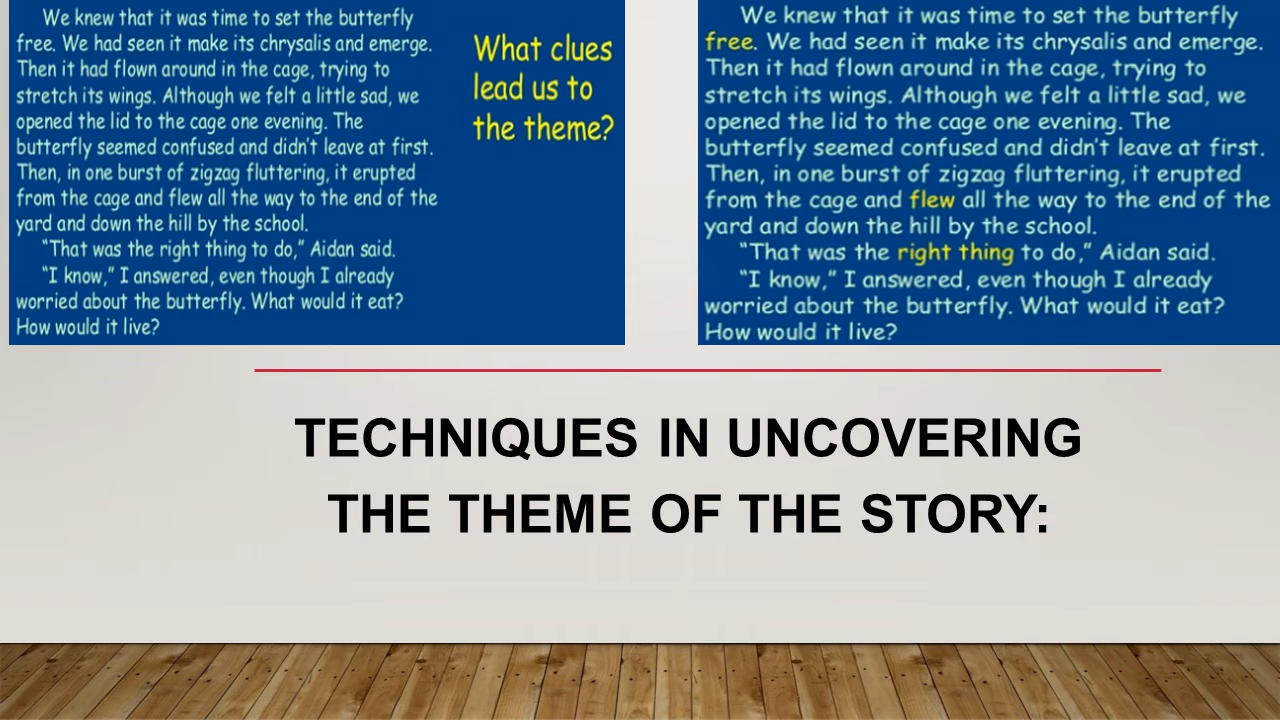 We knew that it was time to set the butterfly
free. We had seen it make its chrysalis and emerge.
Then it had flown around in the cage, trying to
stretch its wings. Although we felt a little sad, we
opened the lid to the cage one evening. The
butterfly seemed confused and didn't leave at first.
Then, in one burst of zigzag fluttering, it erupted
from the cage and flew all the way to the end of the
yard and down the hill by the school.
“That was the right thing to do,” Aidan said.
“I know,” I answered, even though I already
worried about the butterfly. What would it eat?
How would it live?
What clues
lead us to
the theme?
We knew that it was time to set the butterfly
free. We had seen it make its chrysalis and emerge.
Then it had flown around in the cage, trying to
stretch its wings. Although we felt a little sad, we
opened the lid to the cage one evening. The
butterfly seemed confused and didn't leave at first.
Then, in one burst of zigzag fluttering, it erupted
from the cage and flew all the way to the end of the
yard and down the hill by the school.
“That was the right thing to do,” Aidan said.
“I know,” I answered, even though I already
worried about the butterfly. What would it eat?
How would it live?
TECHNIQUES IN UNCOVERING
THE THEME OF THE STORY: